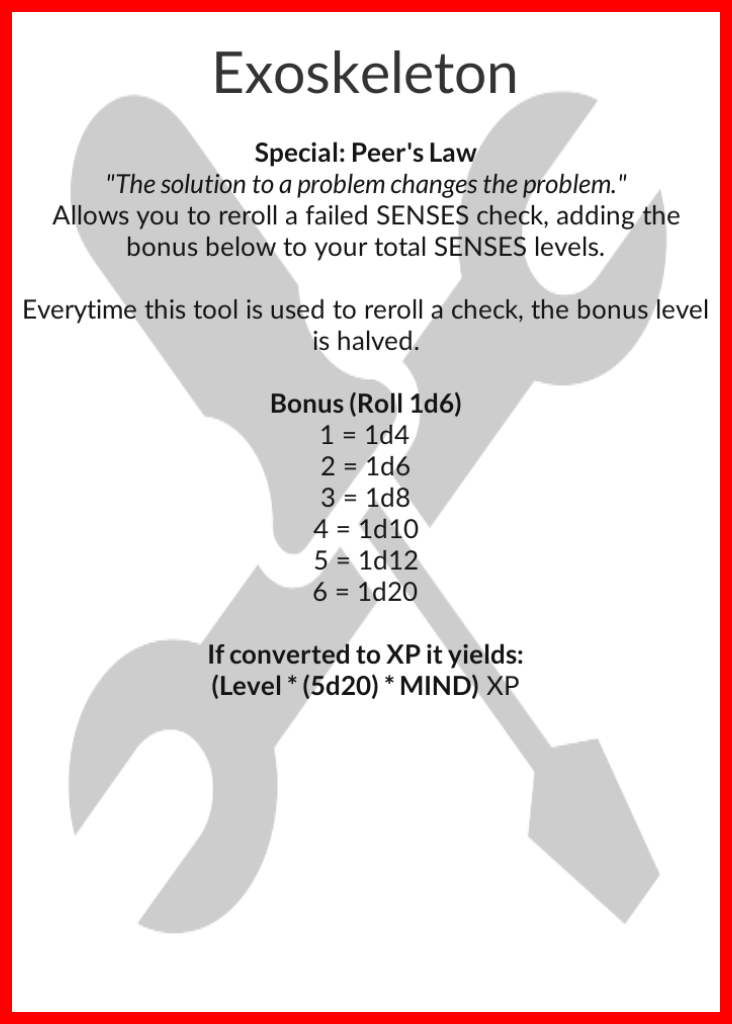 Exoskeleton
Special: Peer's Law
"The solution to a problem changes the problem."
Allows you to reroll a failed SENSES check, adding the
bonus below to your total SENSES levels.
Everytime this tool is used to reroll a check, the bonus level
is halved.
Bonus (Roll 1d6)
1 = 1d4
2 = 1d6
3 = 1d8
4 = 1d10
5 = 1d12
6 = 1d20
If converted to XP it yields:
(Level * (5d20) * MIND) XP